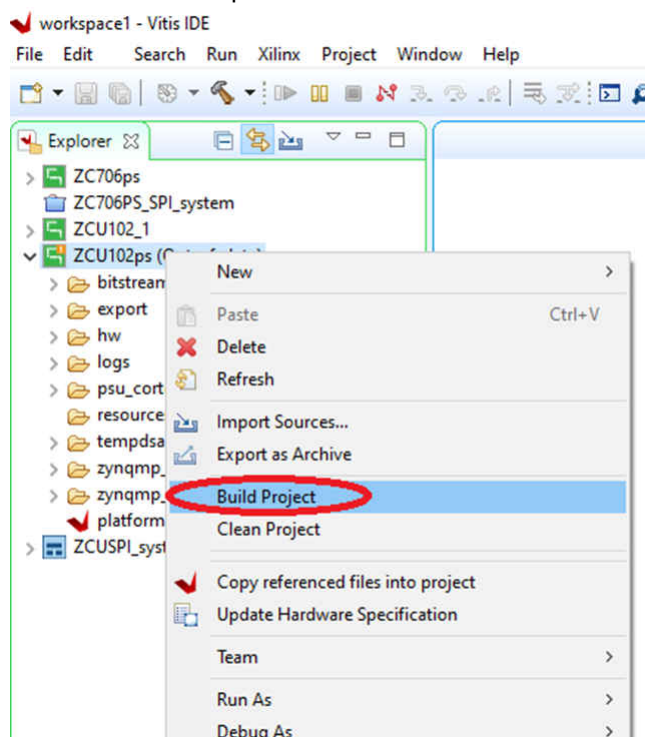 workspace1 - Vitis IDE
File Edit Search Run Xilinx Project Window Help
Explorer
ZC706ps
ZC706PS_SPI_system
ZCU102_1
ZCU102ps
bitstream
New
export
Paste Ctrl+V
hw
Delete
logs
Refresh
psu_cort
resource
Import Sources...
tempdsa
Export as Archive
zynqmp_
zynqmp_
Build Project
platform
Clean Project
ZCUSPI_syst
Copy referenced files into project
Update Hardware Specification
Team
Run As
Debug As